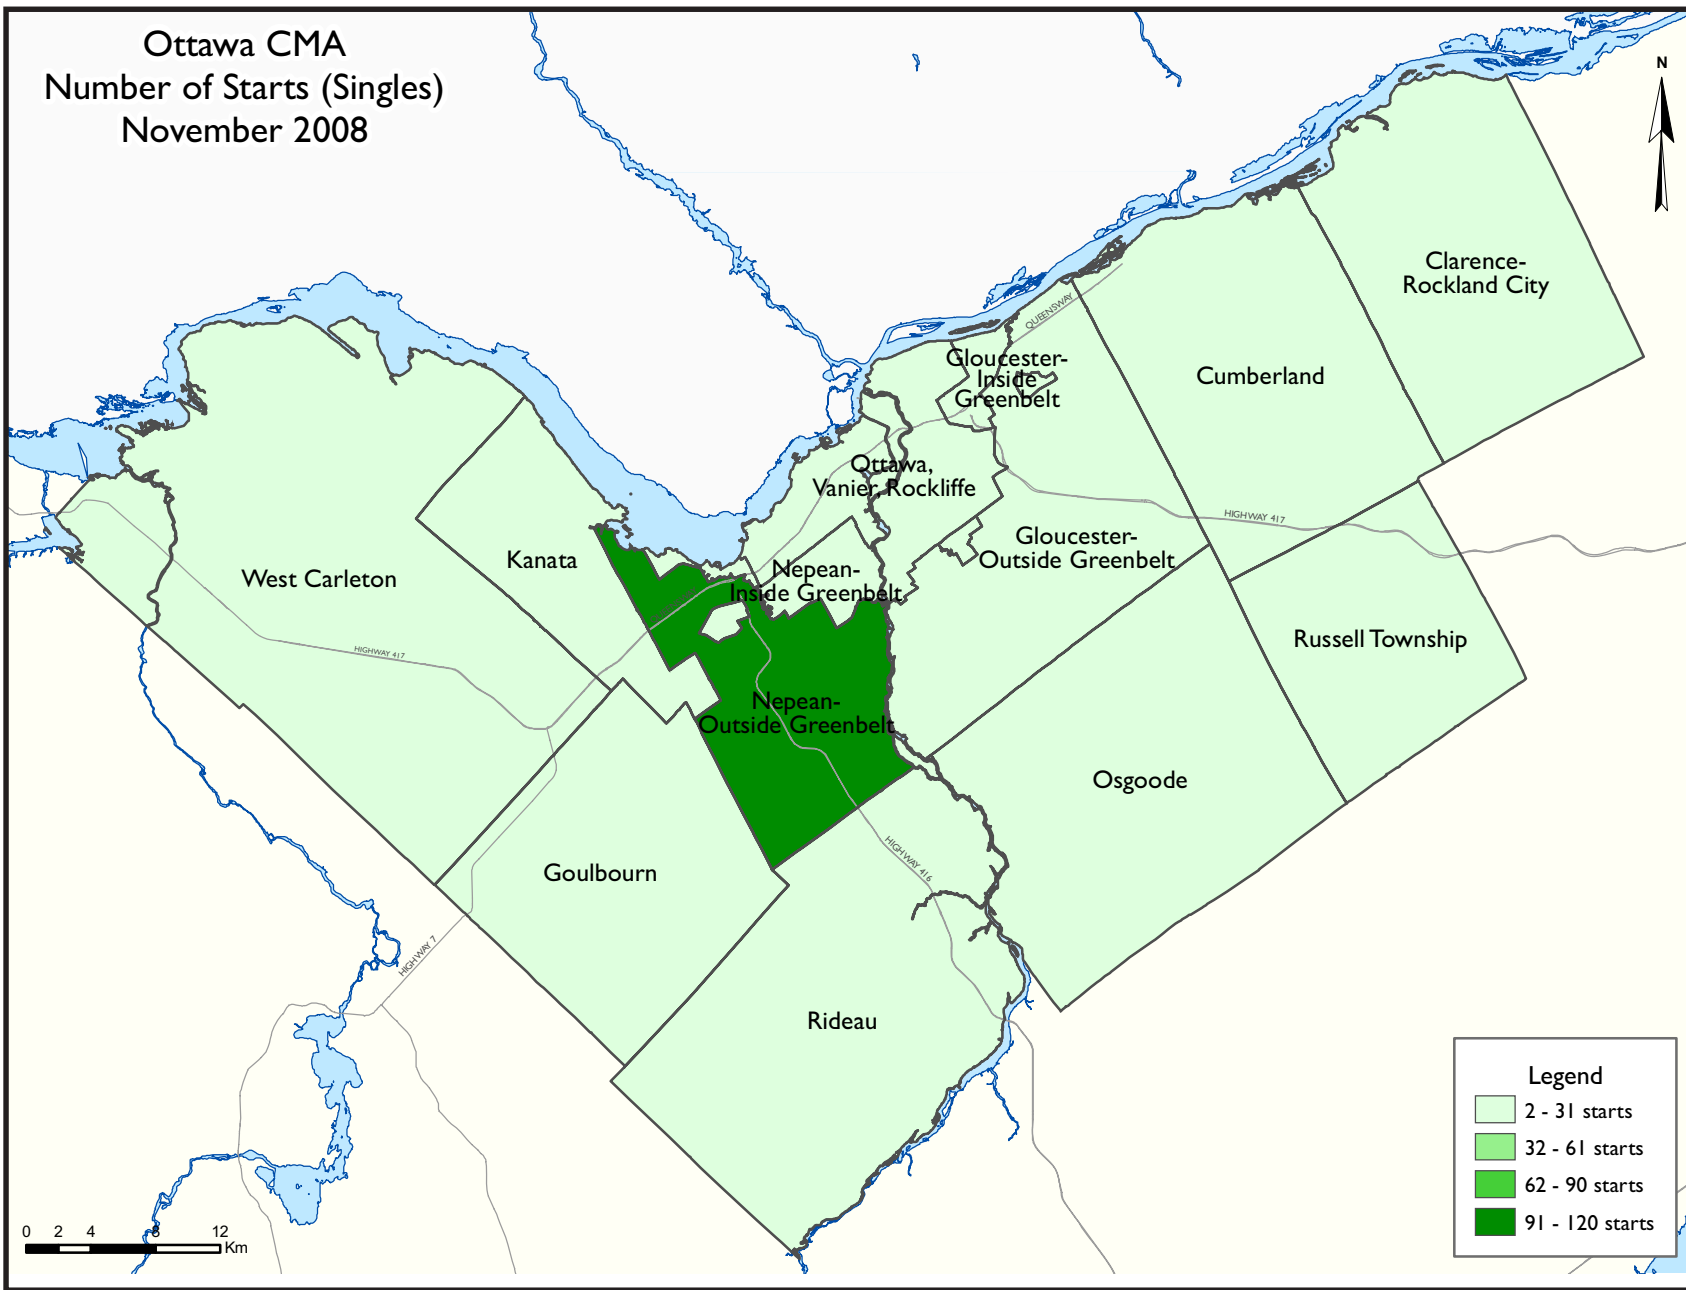 Ottawa CMA
Number of Starts (Singles)
November 2008
N
Clarence-
Rockland City
QUEENSWAY
Gloucester-
Inside
Greenbelt
Cumberland
Ottawa,
Vanier, Rockliffe
HIGHWAY 417
Gloucester-
Outside Greenbelt
Kanata
West Carleton
Nepean-
Inside Greenbelt
Russell Township
HIGHWAY 417
Nepean-
Outside Greenbelt
Osgoode
HIGHWAY 416
Goulbourn
HIGHWAY 7
Rideau
Legend
2 - 31 starts
32 - 61 starts
62 - 90 starts
91 - 120 starts
0 2 4 8 12
Km